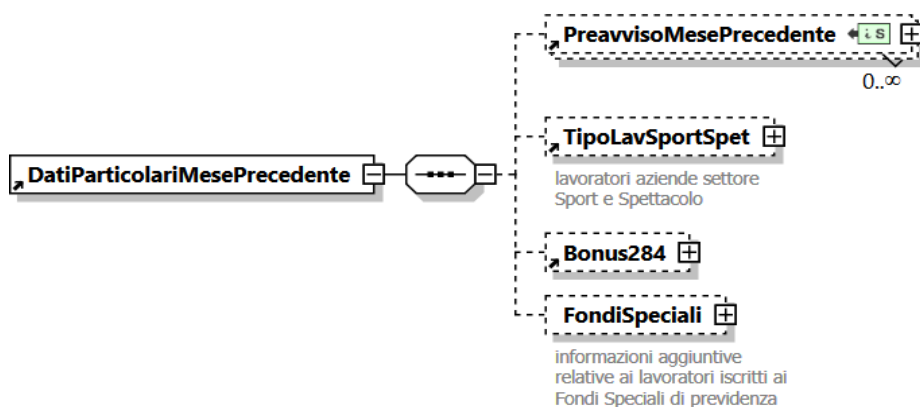 PreavvisoMesePrecedente
0..∞
DatiParticolariMesePrecedente
TipoLavSportSpet
lavoratori aziende settore
Sport e Spettacolo
Bonus284
FondiSpeciali
informazioni aggiuntive
relative ai lavoratori iscritti ai
Fondi Speciali di previdenza